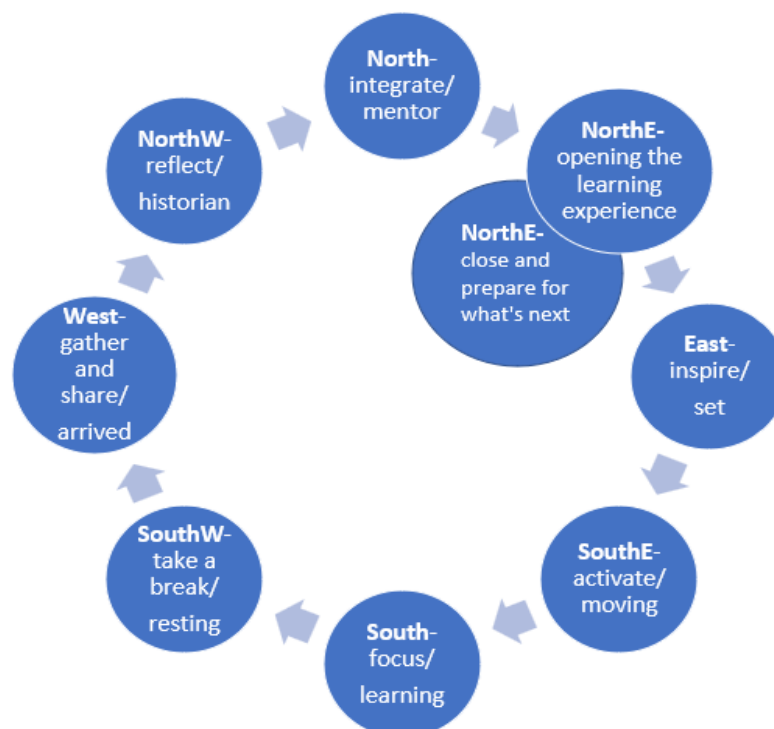 North-
integrate/
mentor
NorthE-
opening the
learning
experience
NorthE-
close and
prepare for
what's next
East-
inspire/
set
SouthE-
activate/
moving
South-
focus/
learning
SouthW-
take a
break/
resting
West-
gather
and
share/
arrived
NorthW-
reflect/
historian